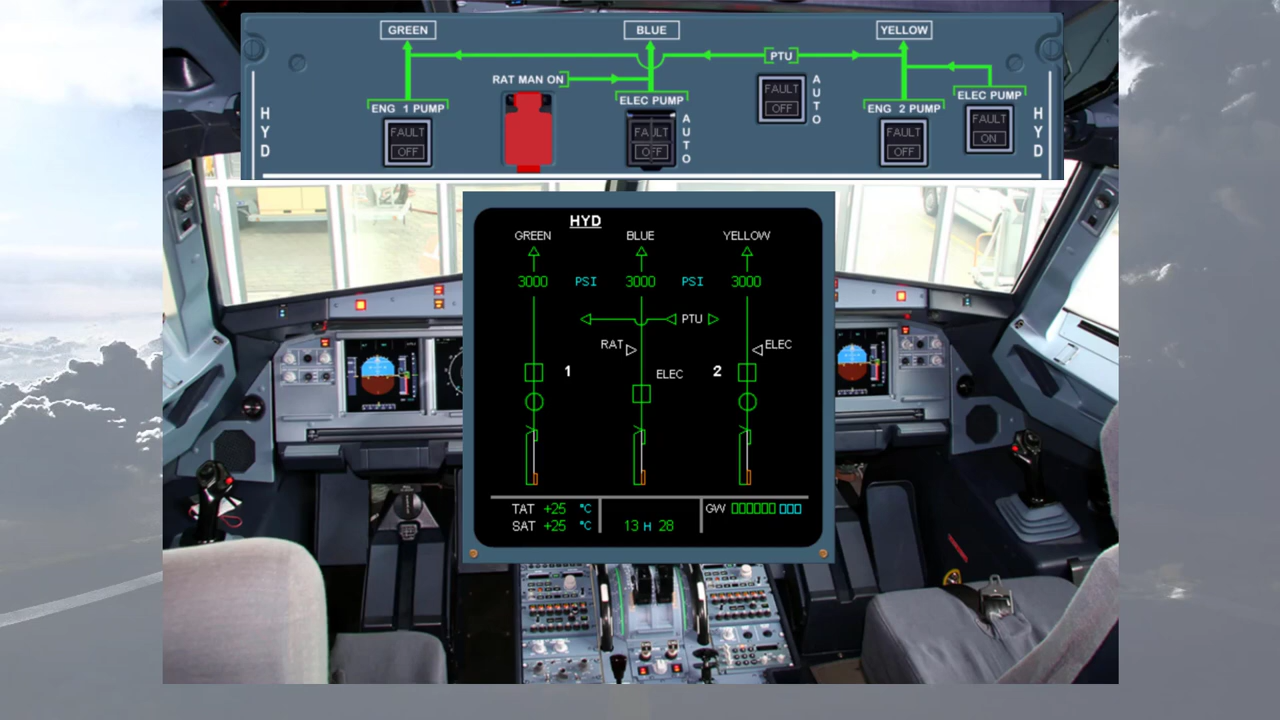 GREEN BLUE YELLOW
PTU
RAT MAN ON
ENG 1 PUMP ELEC PUMP ENG 2 PUMP ELEC PUMP
HYD
FAULT
OFF
FAULT
OFF
AUTO
FAULT
OFF
AUTO
FAULT
OFF
FAULT
ON
HYD
HYD
GREEN BLUE YELLOW
3000 PSI 3000 PSI 3000
PTU
RAT ELEC
1 ELEC 2
TAT +25 °C GW
SAT +25 °C 13 H 28